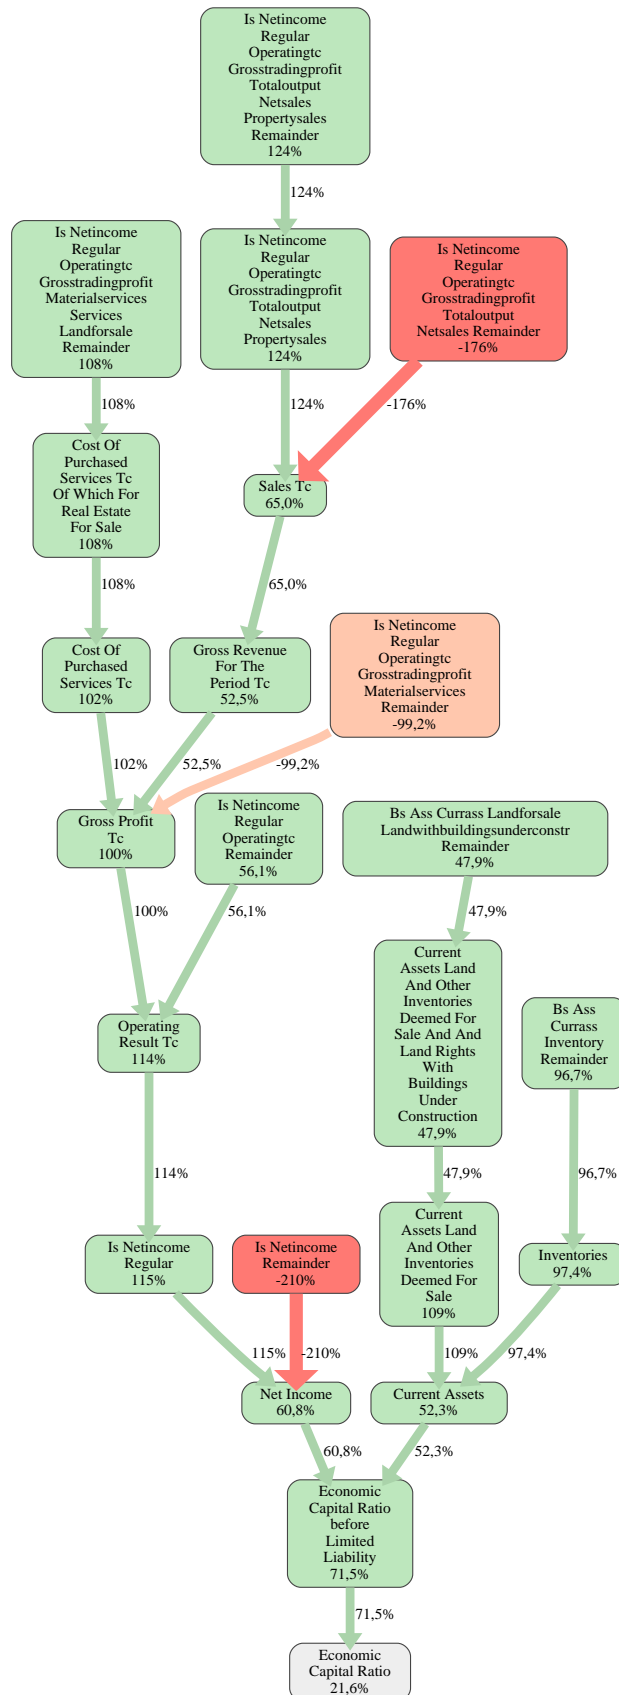 Is Netincome
Regular
Operatingtc
Grosstradingprofit
Totaloutput
Netsales
Propertysales
Remainder
124%
124%
Is Netincome
Regular
Operatingtc
Grosstradingprofit
Materialservices
Services
Landforsale
Remainder
108%
Is Netincome
Regular
Operatingtc
Grosstradingprofit
Totaloutput
Netsales
Propertysales
124%
Is Netincome
Regular
Operatingtc
Grosstradingprofit
Totaloutput
Netsales Remainder
-176%
108%
124%
-176%
Cost Of
Purchased
Services Tc
Of Which For
Real Estate
For Sale
108%
Sales Tc
65,0%
108%
65,0%
Cost Of
Purchased
Services Tc
102%
Gross Revenue
For The
Period Tc
52,5%
Is Netincome
Regular
Operatingtc
Grosstradingprofit
Materialservices
Remainder
-99,2%
102%
52,5%
-99,2%
Gross Profit
Tc
100%
Is Netincome
Regular
Operatingtc
Remainder
56,1%
Bs Ass Currass Landforsale
Landwithbuildingsunderconstr
Remainder
47,9%
100%
56,1%
47,9%
Operating
Result Tc
114%
Current
Assets Land
And Other
Inventories
Deemed For
Sale And And
Land Rights
With
Buildings
Under
Construction
47,9%
Bs Ass
Currass
Inventory
Remainder
96,7%
114%
47,9%
96,7%
Is Netincome
Regular
115%
Is Netincome
Remainder
-210%
Current
Assets Land
And Other
Inventories
Deemed For
Sale
109%
Inventories
97,4%
115%
-210%
109%
97,4%
Net Income
60,8%
Current Assets
52,3%
60,8%
52,3%
Economic
Capital Ratio
before
Limited
Liability
71,5%
71,5%
Economic
Capital Ratio
21,6%